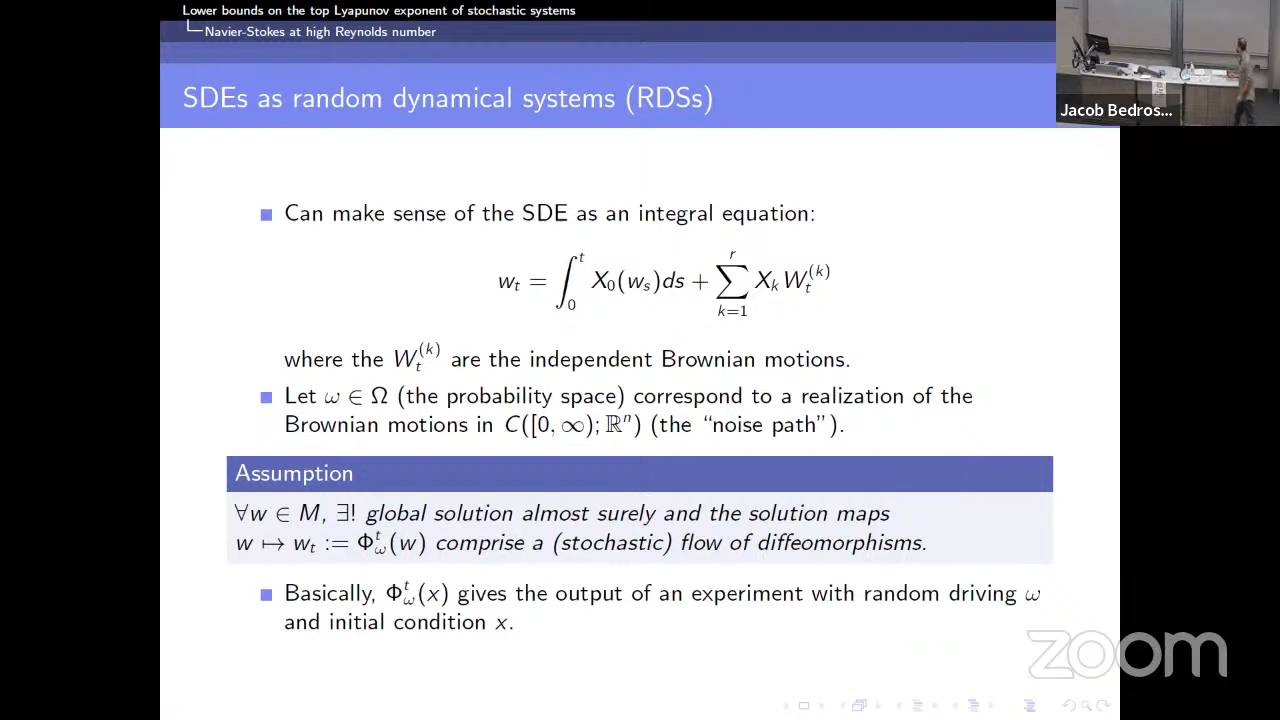 Lower bounds on the top Lyapunov exponent of stochastic systems
Navier-Stokes at high Reynolds number
SDEs as random dynamical systems (RDSs)
Jacob Bedros...
Can make sense of the SDE as an integral equation:
w_t = ∫_0^t X_0(w_s)ds + ∑_{k=1}^r X_k W_t^{(k)}
where the W_t^{(k)} are the independent Brownian motions.
Let ω ∈ Ω (the probability space) correspond to a realization of the
Brownian motions in C([0, ∞); ℝ^n) (the “noise path”).
Assumption
∀w ∈ M, ∃! global solution almost surely and the solution maps
w ↦ w_t := Φ_ω^t(w) comprise a (stochastic) flow of diffeomorphisms.
Basically, Φ_ω^t(x) gives the output of an experiment with random driving ω
and initial condition x.
zoom